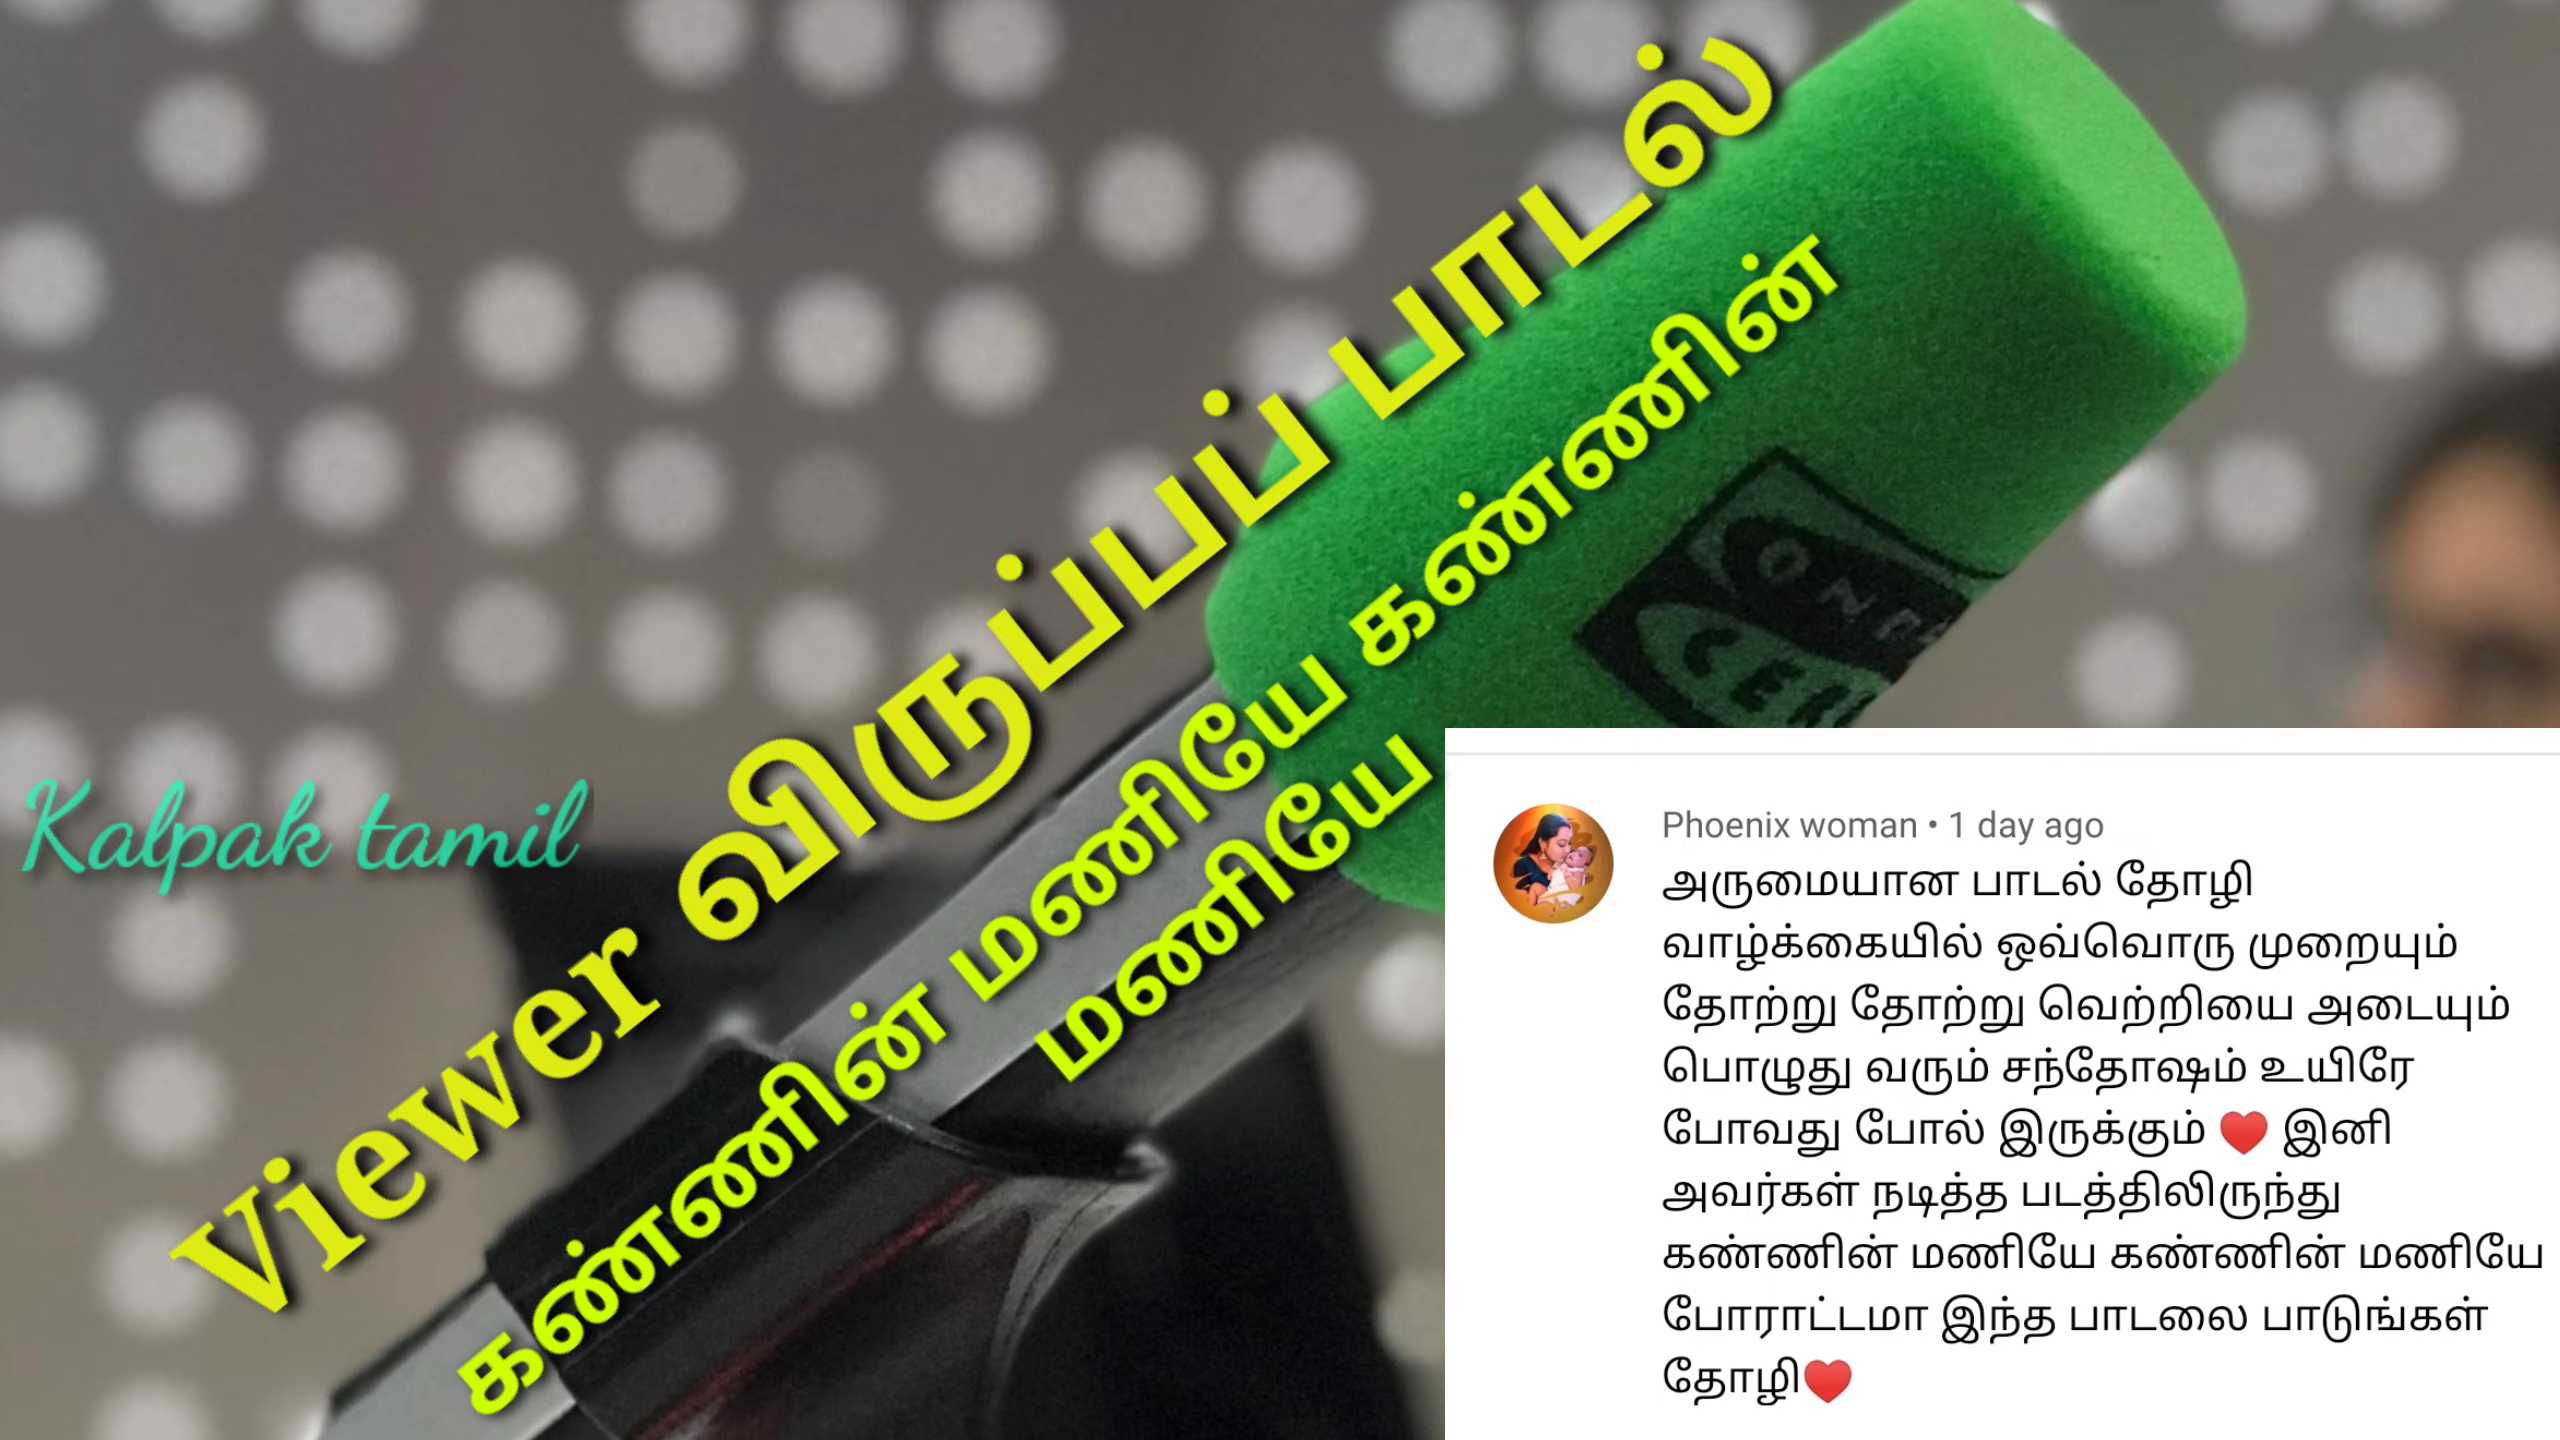 Viewer விருப்பப் பாடல்
கண்ணின் மணியே கண்ணின்
மணியே
Kalpak tamil
Phoenix woman • 1 day ago
அருமையான பாடல் தோழி
வாழ்க்கையில் ஒவ்வொரு முறையும்
தோற்று தோற்று வெற்றியை அடையும்
பொழுது வரும் சந்தோஷம் உயிரே
போவது போல் இருக்கும் ♥ இனி
அவர்கள் நடித்த படத்திலிருந்து
கண்ணின் மணியே கண்ணின் மணியே
போராட்டமா இந்த பாடலை பாடுங்கள்
தோழி♥